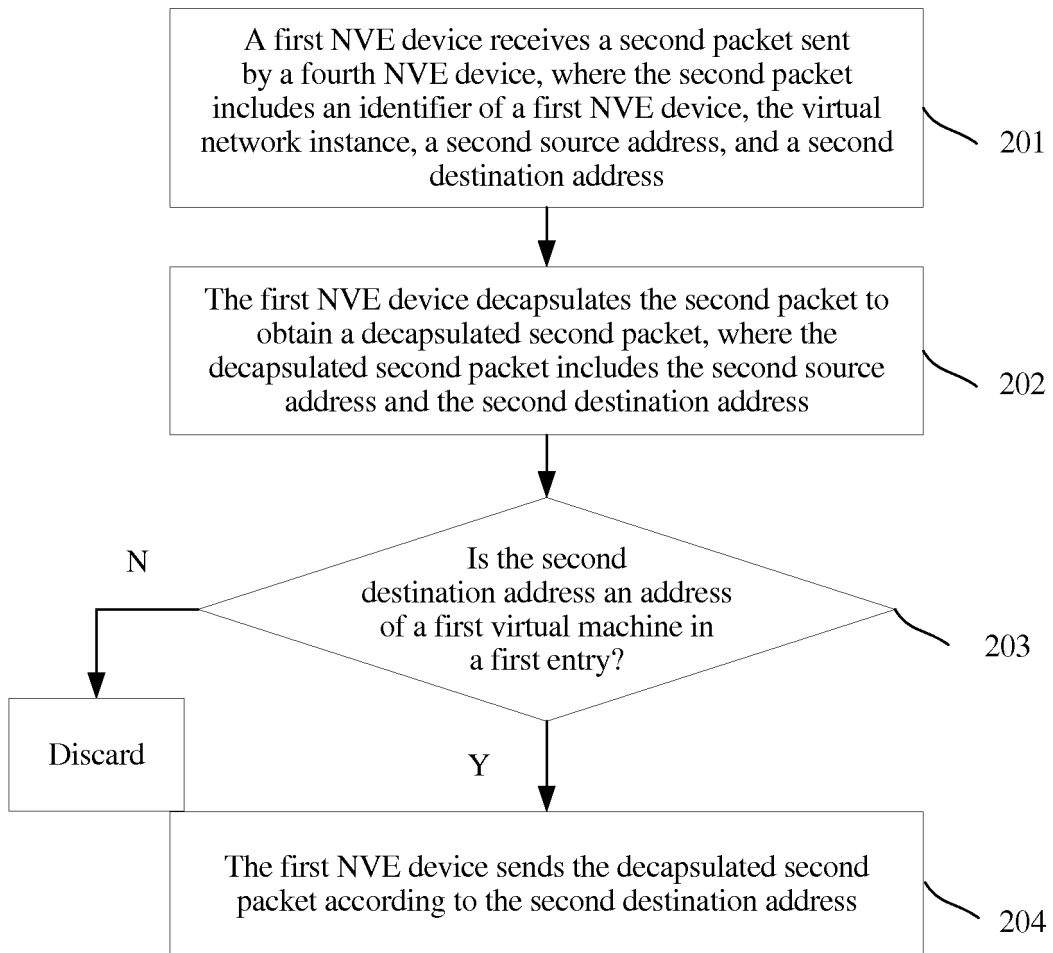 A first NVE device receives a second packet sent
by a fourth NVE device, where the second packet
includes an identifier of a first NVE device, the virtual
network instance, a second source address, and a second
destination address
201
The first NVE device decapsulates the second packet to
obtain a decapsulated second packet, where the
decapsulated second packet includes the second source
address and the second destination address
202
N
Is the second
destination address an address
of a first virtual machine in
a first entry?
203
Discard
Y
The first NVE device sends the decapsulated second
packet according to the second destination address
204